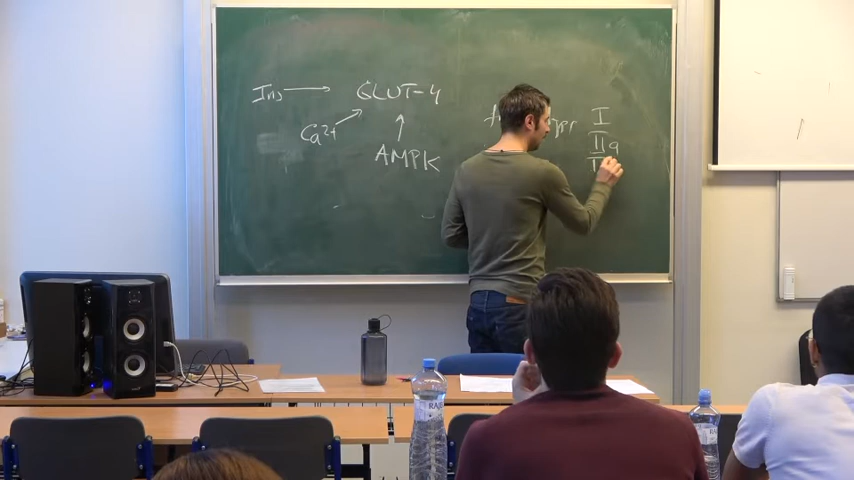 Ins → GLUT-4
Ca2+
AMPK
I
IIa